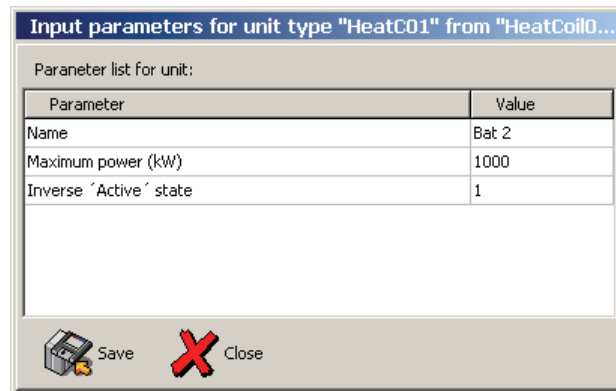 Input parameters for unit type "HeatC01" from "HeatCoil0...
Paraneter list for unit:
Parameter Value
Name Bat 2
Maximum power (kW) 1000
Inverse ´Active´ state 1
Save Close